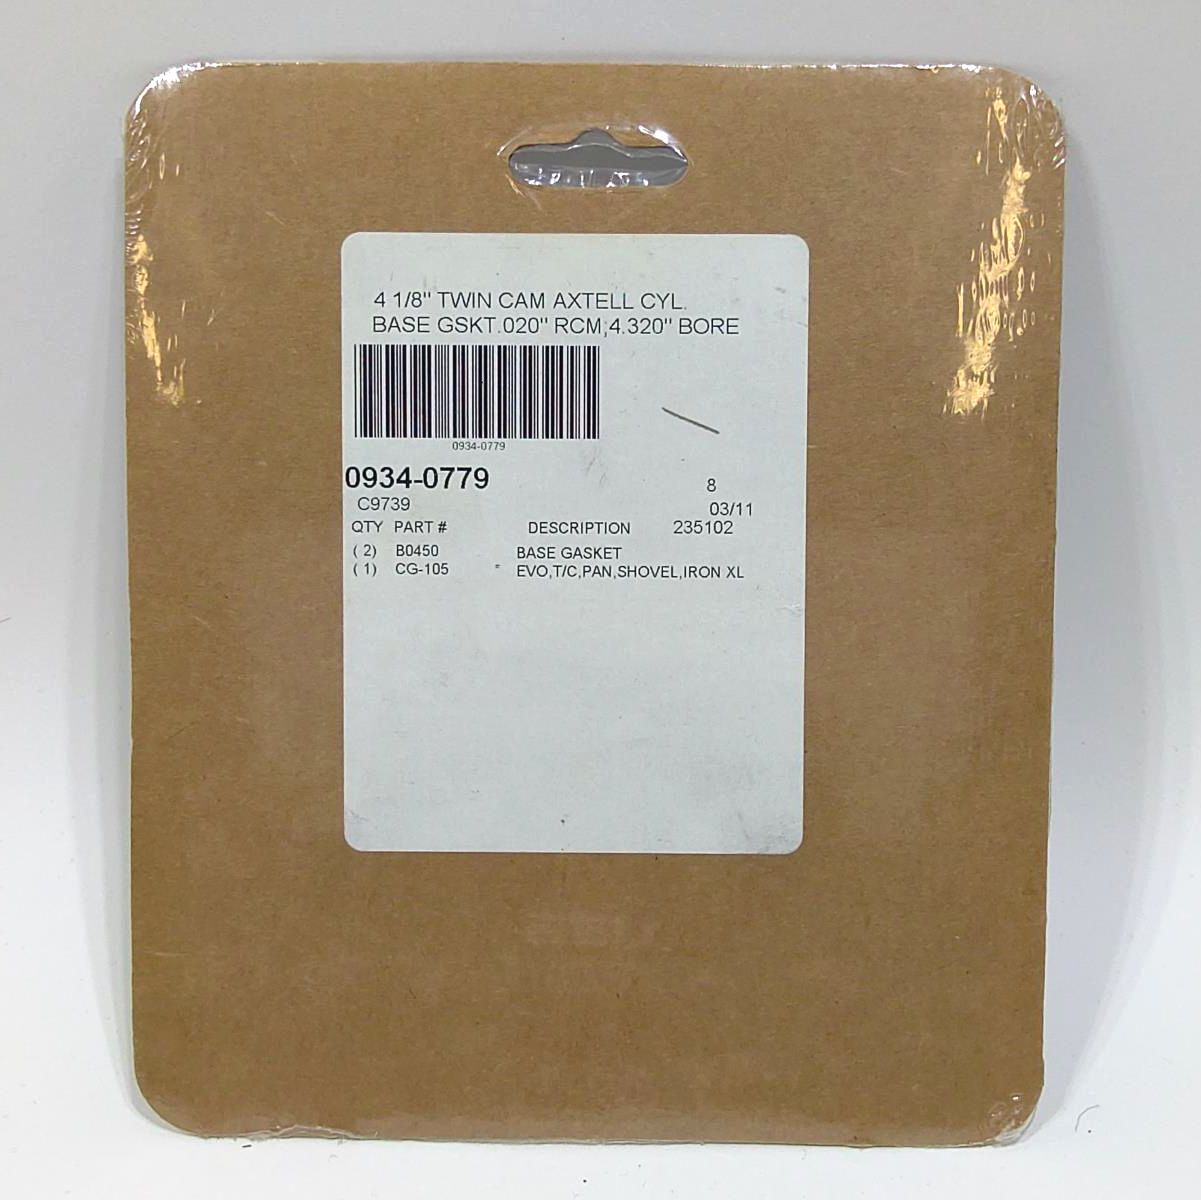 4 1/8" TWIN CAM AXTELL CYL.
BASE GSKT.020" RCM;4.320" BORE
0934-0779
0934-0779
8
C9739
03/11
QTY PART # DESCRIPTION 235102
( 2) B0450 BASE GASKET
( 1) CG-105 EVO,T/C,PAN,SHOVEL,IRON XL